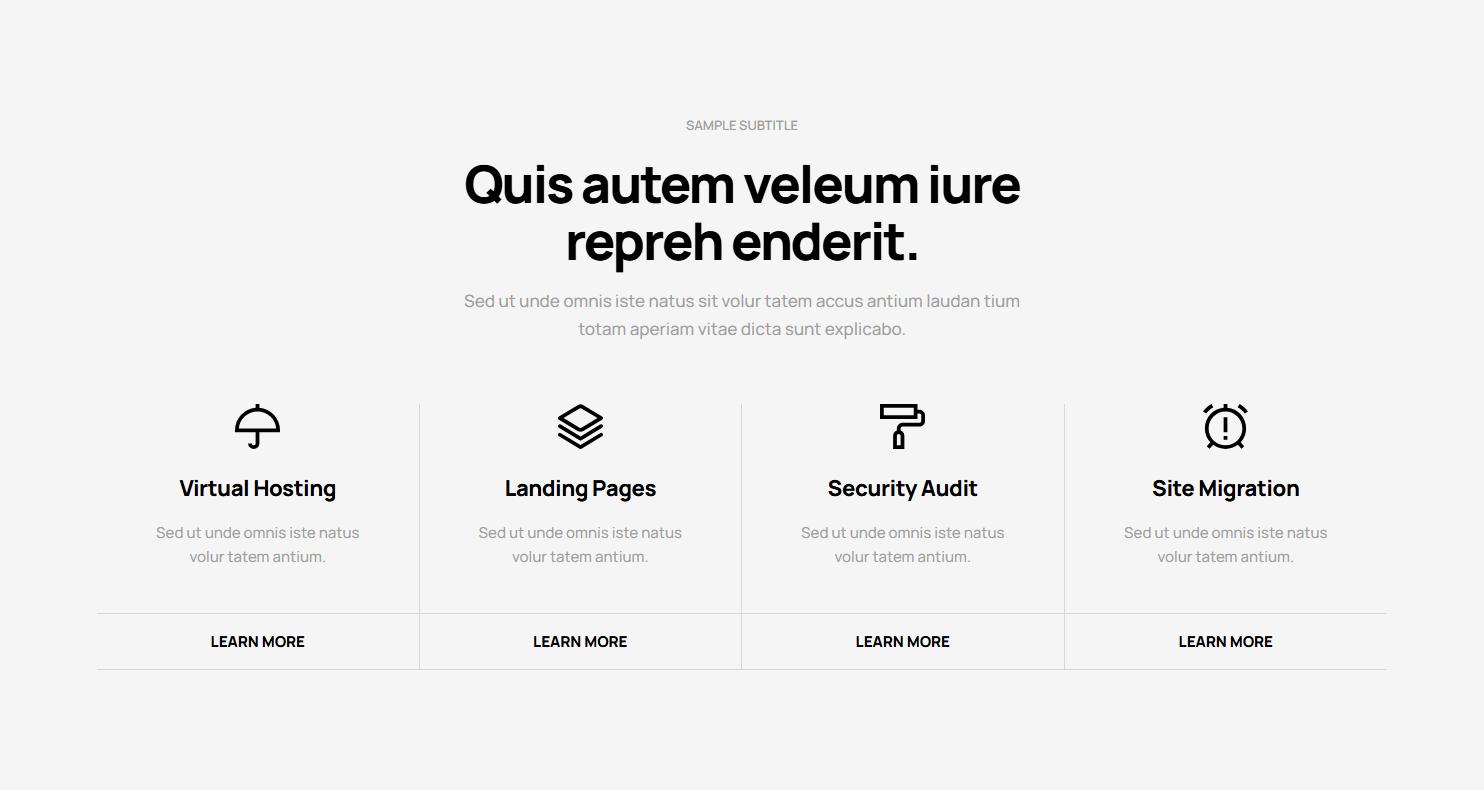 SAMPLE SUBTITLE
Quis autem veleum iure
repreh enderit.
Sed ut unde omnis iste natus sit volur tatem accus antium laudan tium
totam aperiam vitae dicta sunt explicabo.
Virtual Hosting
Sed ut unde omnis iste natus
volur tatem antium.
LEARN MORE
Landing Pages
Sed ut unde omnis iste natus
volur tatem antium.
LEARN MORE
Security Audit
Sed ut unde omnis iste natus
volur tatem antium.
LEARN MORE
Site Migration
Sed ut unde omnis iste natus
volur tatem antium.
LEARN MORE